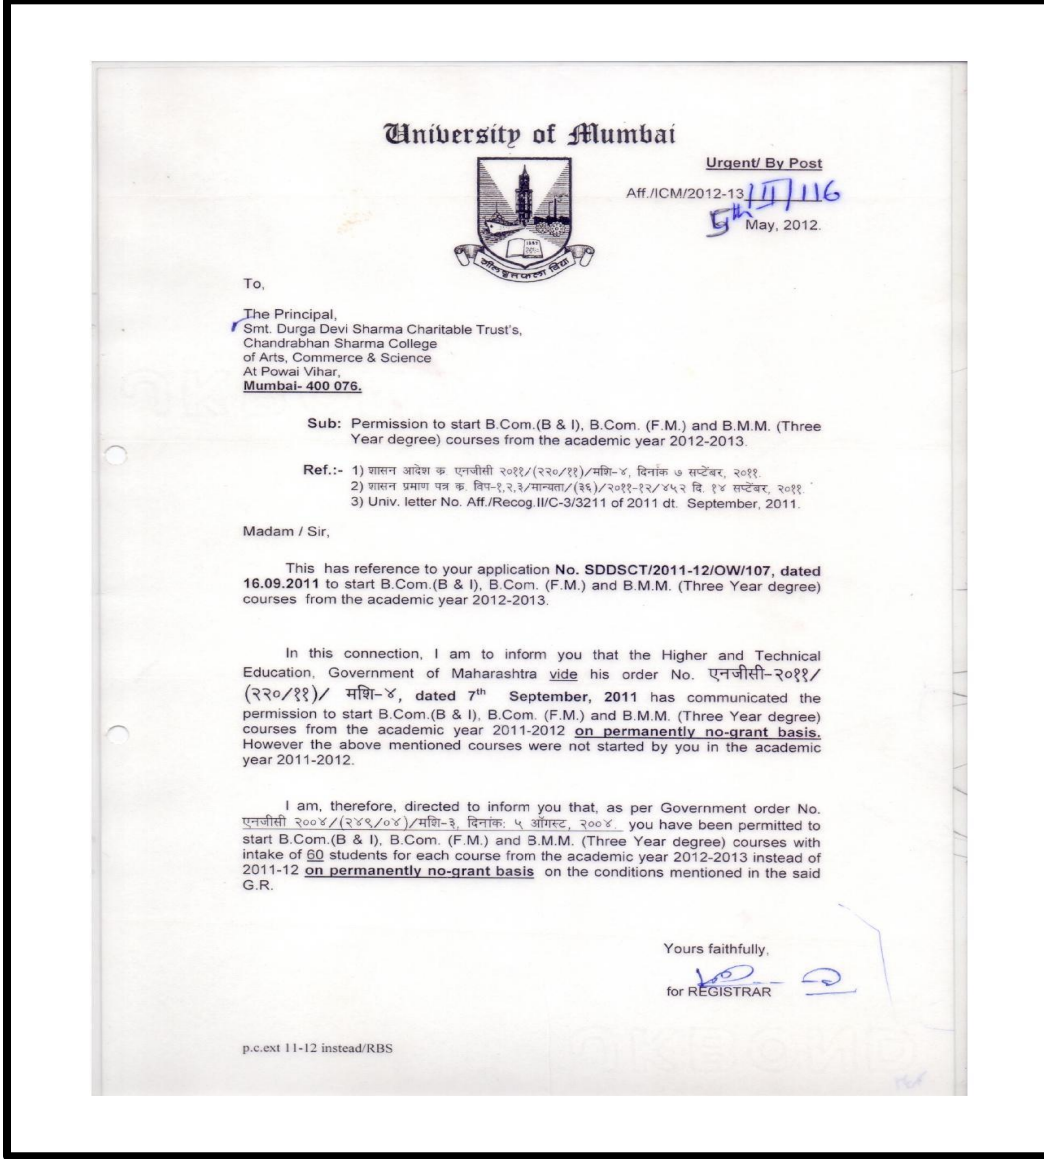 University of Mumbai
Urgent/ By Post
Aff./ICM/2012-13/II/116
5th May, 2012.
शीलवृत्तफला विद्या
To,
The Principal,
Smt. Durga Devi Sharma Charitable Trust's,
Chandrabhan Sharma College
of Arts, Commerce & Science
At Powai Vihar,
Mumbai- 400 076.
Sub: Permission to start B.Com.(B & I), B.Com. (F.M.) and B.M.M. (Three
Year degree) courses from the academic year 2012-2013.
Ref.:- 1) शासन आदेश क्र. एनजीसी २०११/(२२०/११)/मशि-४, दिनांक ७ सप्टेंबर, २०११.
2) शासन प्रमाण पत्र क. विप-१,२,३/मान्यता/(३६)/२०११-१२/४५२ दि. १४ सप्टेंबर, २०११.
3) Univ. letter No. Aff./Recog.II/C-3/3211 of 2011 dt. September, 2011.
Madam / Sir,
This has reference to your application No. SDDSCT/2011-12/OW/107, dated
16.09.2011 to start B.Com.(B & I), B.Com. (F.M.) and B.M.M. (Three Year degree)
courses from the academic year 2012-2013.
In this connection, I am to inform you that the Higher and Technical
Education, Government of Maharashtra vide his order No. एनजीसी-२०११/
(२२०/११)/ मशि-४, dated 7th September, 2011 has communicated the
permission to start B.Com.(B & I), B.Com. (F.M.) and B.M.M. (Three Year degree)
courses from the academic year 2011-2012 on permanently no-grant basis.
However the above mentioned courses were not started by you in the academic
year 2011-2012.
I am, therefore, directed to inform you that, as per Government order No.
एनजीसी २००४/(२४९/०४)/मशि-३, दिनांक: ५ ऑगस्ट, २००४. you have been permitted to
start B.Com.(B & I), B.Com. (F.M.) and B.M.M. (Three Year degree) courses with
intake of 60 students for each course from the academic year 2012-2013 instead of
2011-12 on permanently no-grant basis on the conditions mentioned in the said
G.R.
Yours faithfully,
for REGISTRAR
p.c.ext 11-12 instead/RBS